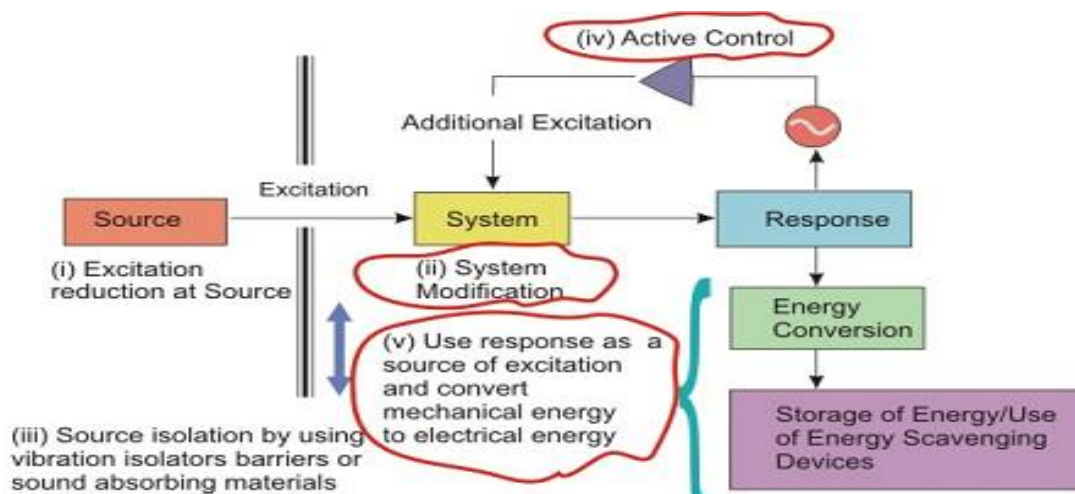 (iv) Active Control
Additional Excitation
Excitation
Source
System
Response
(i) Excitation
reduction at Source
(ii) System
Modification
Energy
Conversion
(v) Use response as a
source of excitation
and convert
mechanical energy
to electrical energy
Storage of Energy/Use
of Energy Scavenging
Devices
(iii) Source isolation by using
vibration isolators barriers or
sound absorbing materials